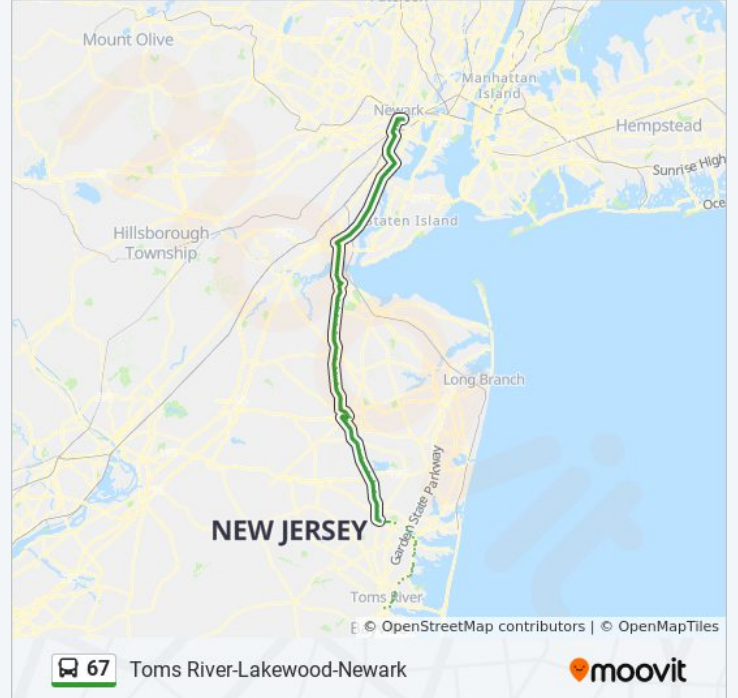 Mount Olive
Manhattan
Island
Newark
Hempstead
Sunrise High
Oce
Staten Island
Hillsborough
Township
Long Branch
Garden State Parkway
NEW JERSEY
Toms River
© OpenStreetMap contributors | © OpenMapTiles
67 Toms River-Lakewood-Newark
moovit